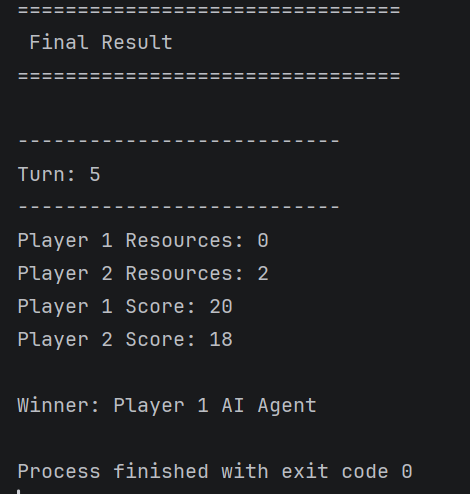 ================================
 Final Result
================================
---------------------------
Turn: 5
---------------------------
Player 1 Resources: 0
Player 2 Resources: 2
Player 1 Score: 20
Player 2 Score: 18
Winner: Player 1 AI Agent
Process finished with exit code 0